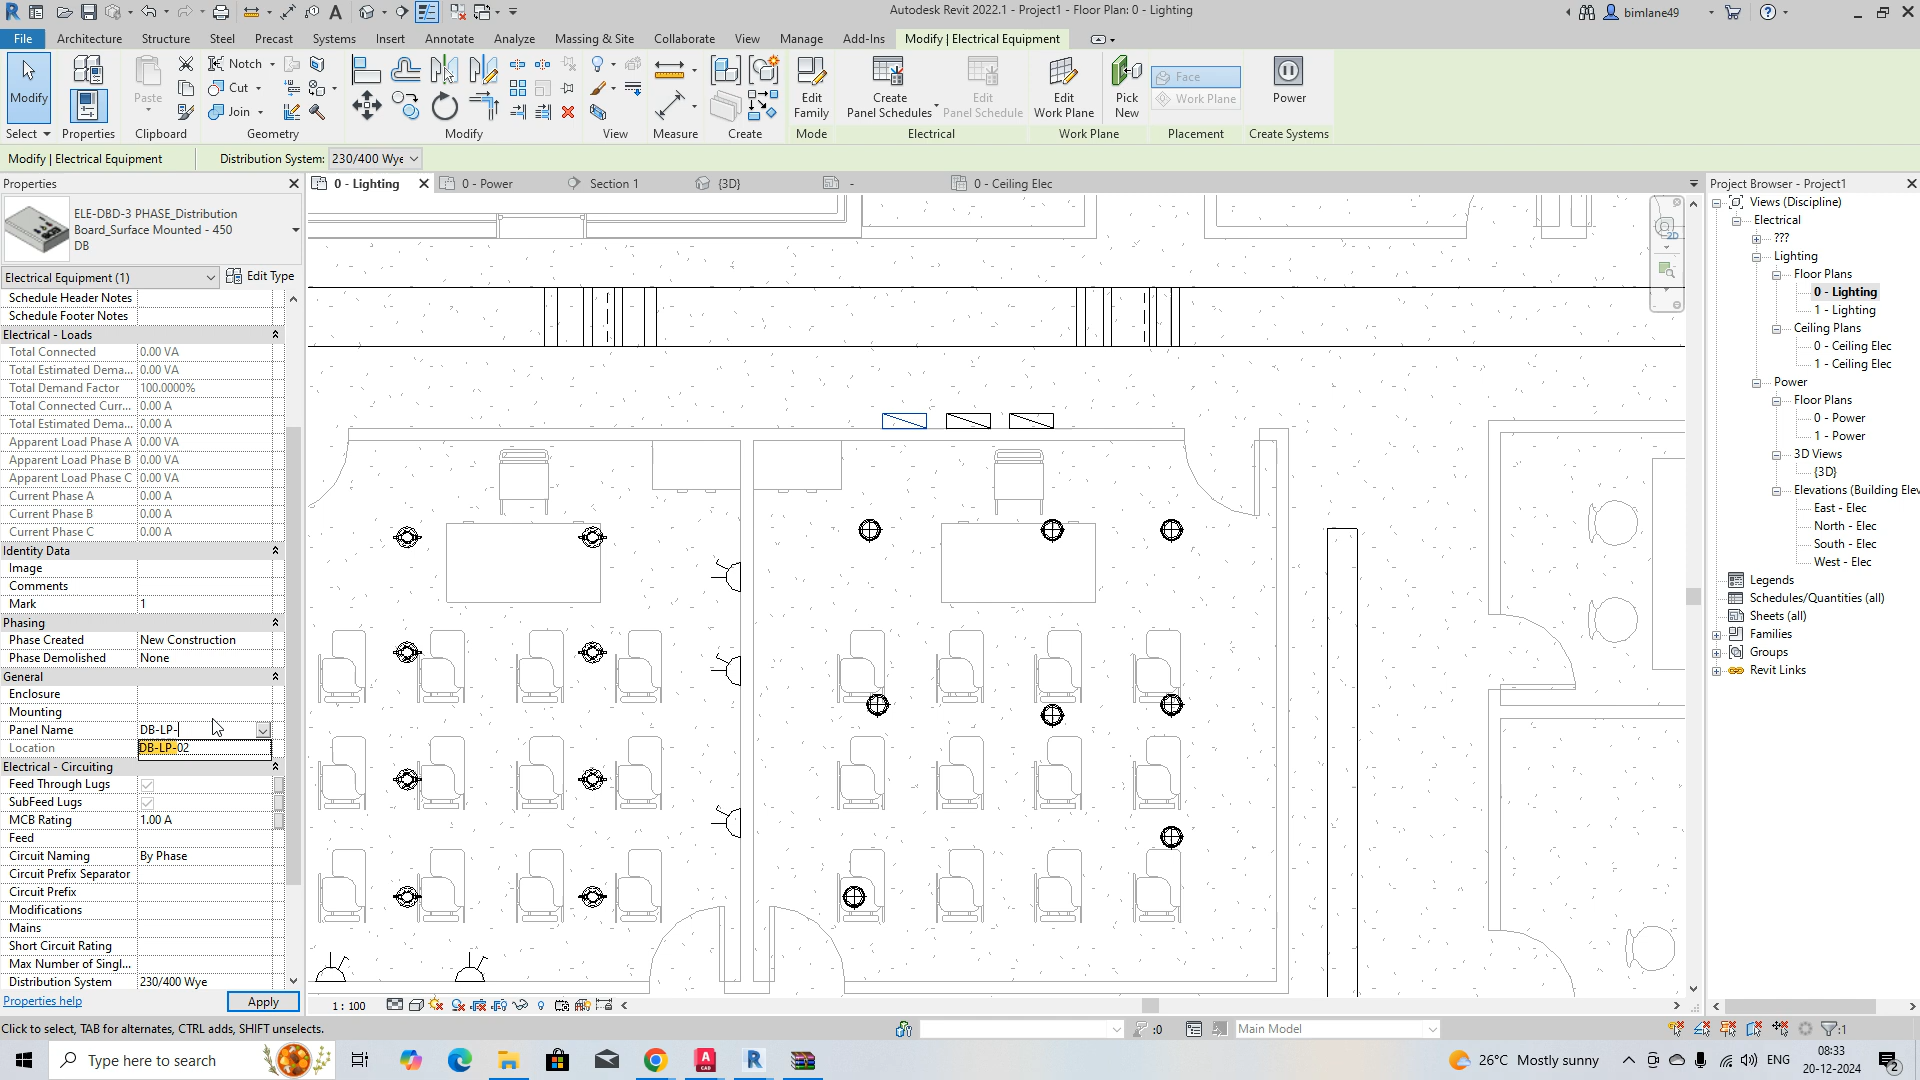 Autodesk Revit 2022.1 - Project1 - Floor Plan: 0 - Lighting
bimlane49
File
Architecture
Structure
Steel
Precast
Systems
Insert
Annotate
Analyze
Massing & Site
Collaborate
View
Manage
Add-Ins
Modify | Electrical Equipment
Modify
Properties
Paste
Notch
Cut
Join
Edit
Family
Create
Panel Schedules
Edit
Panel Schedule
Edit
Work Plane
Pick
New
Face
Work Plane
Power
Select
Properties
Clipboard
Geometry
Modify
View
Measure
Create
Mode
Electrical
Work Plane
Placement
Create Systems
Modify | Electrical Equipment
Distribution System:
230/400 Wye
Properties
0 - Lighting
0 - Power
Section 1
{3D}
-
0 - Ceiling Elec
Project Browser - Project1
ELE-DBD-3 PHASE_Distribution
Board_Surface Mounted - 450
DB
Electrical Equipment (1)
Edit Type
Schedule Header Notes
Schedule Footer Notes
Electrical - Loads
Total Connected 0.00 VA
Total Estimated Dema... 0.00 VA
Total Demand Factor 100.0000%
Total Connected Curr... 0.00 A
Total Estimated Dema... 0.00 A
Apparent Load Phase A 0.00 VA
Apparent Load Phase B 0.00 VA
Apparent Load Phase C 0.00 VA
Current Phase A 0.00 A
Current Phase B 0.00 A
Current Phase C 0.00 A
Identity Data
Image
Comments
Mark 1
Phasing
Phase Created New Construction
Phase Demolished None
General
Enclosure
Mounting
Panel Name DB-LP-
Location DB-LP-02
Electrical - Circuiting
Feed Through Lugs
SubFeed Lugs
MCB Rating 1.00 A
Feed
Circuit Naming By Phase
Circuit Prefix Separator
Circuit Prefix
Modifications
Mains
Short Circuit Rating
Max Number of Singl...
Distribution System 230/400 Wye
Properties help
Apply
2D
Views (Discipline)
Electrical
???
Lighting
Floor Plans
0 - Lighting
1 - Lighting
Ceiling Plans
0 - Ceiling Elec
1 - Ceiling Elec
Power
Floor Plans
0 - Power
1 - Power
3D Views
{3D}
Elevations (Building Elev
East - Elec
North - Elec
South - Elec
West - Elec
Legends
Schedules/Quantities (all)
Sheets (all)
Families
Groups
Revit Links
1 : 100
Click to select, TAB for alternates, CTRL adds, SHIFT unselects.
:0
Main Model
:1
Type here to search
26°C Mostly sunny
ENG
08:33
20-12-2024
2